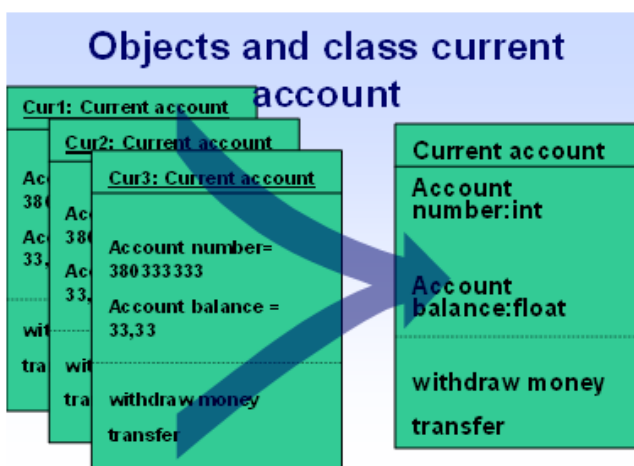 Objects and class current
account
Cur1: Current account
Cur2: Current account
Cur3: Current account
Account number=
380333333
Account balance =
33,33
withdraw money
transfer
Current account
Account
number:int
Account
balance:float
withdraw money
transfer